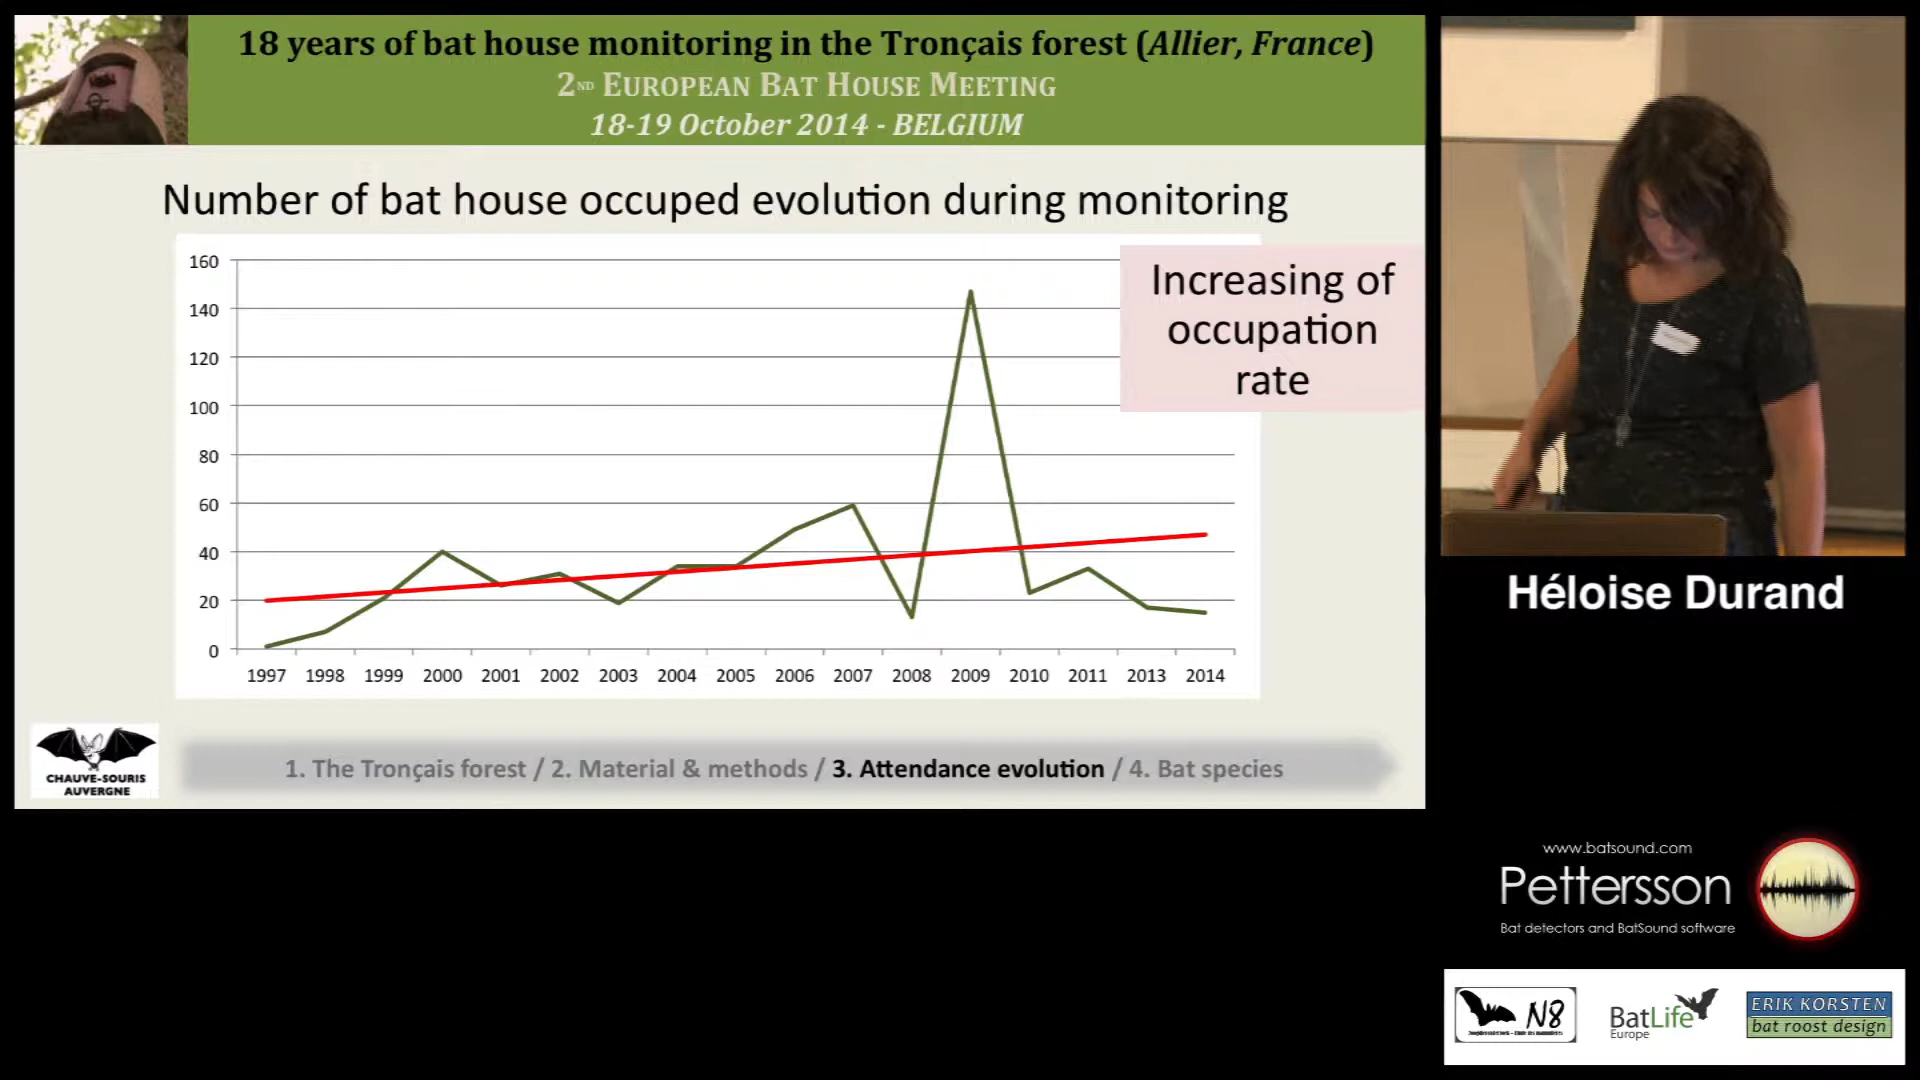 18 years of bat house monitoring in the Tronçais forest (Allier, France)
2ND EUROPEAN BAT HOUSE MEETING
18-19 October 2014 - BELGIUM
Number of bat house occuped evolution during monitoring
160
140
120
100
80
60
40
20
0
Increasing of
occupation
rate
1997 1998 1999 2000 2001 2002 2003 2004 2005 2006 2007 2008 2009 2010 2011 2013 2014
CHAUVE-SOURIS
AUVERGNE
1. The Tronçais forest / 2. Material & methods / 3. Attendance evolution / 4. Bat species
Héloise Durand
www.batsound.com
Pettersson
Bat detectors and BatSound software
N8
BatLife
Europe
ERIK KORSTEN
bat roost design